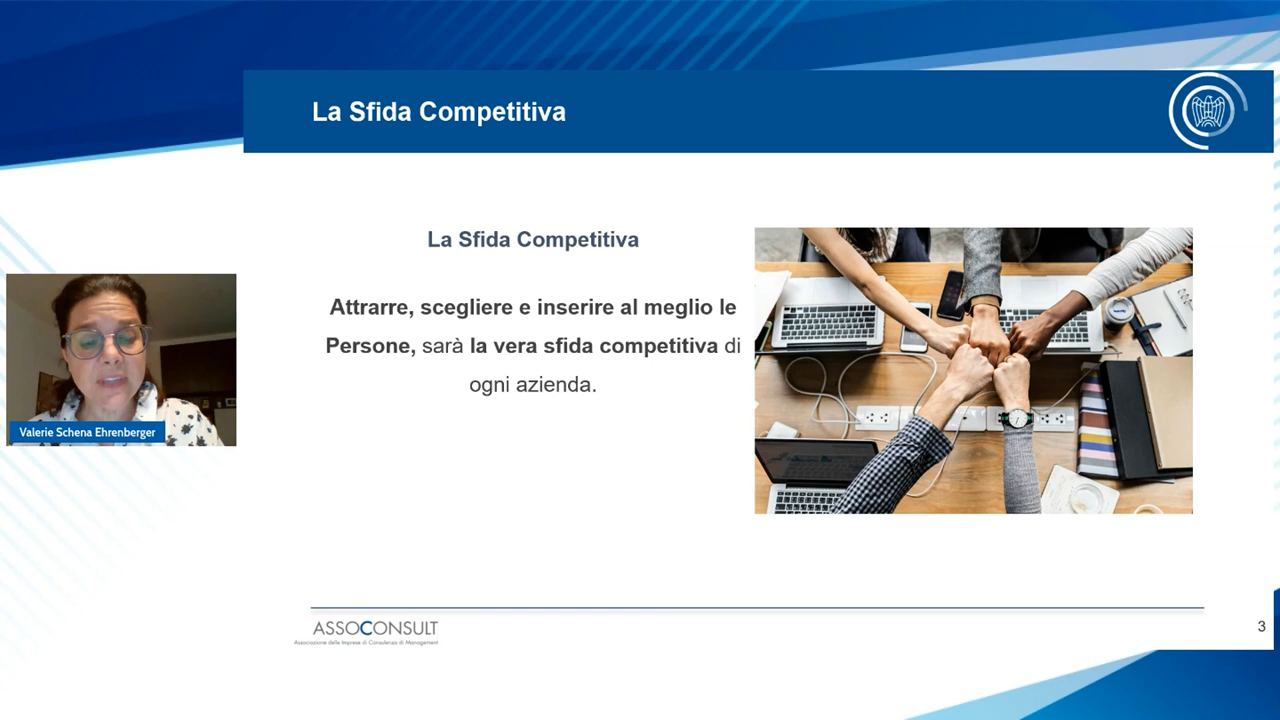 La Sfida Competitiva
La Sfida Competitiva
Attrarre, scegliere e inserire al meglio le
Persone, sarà la vera sfida competitiva di
ogni azienda.
Valerie Schena Ehrenberger
ASSOCONSULT
Associazione delle Imprese di Consulenza di Management
3